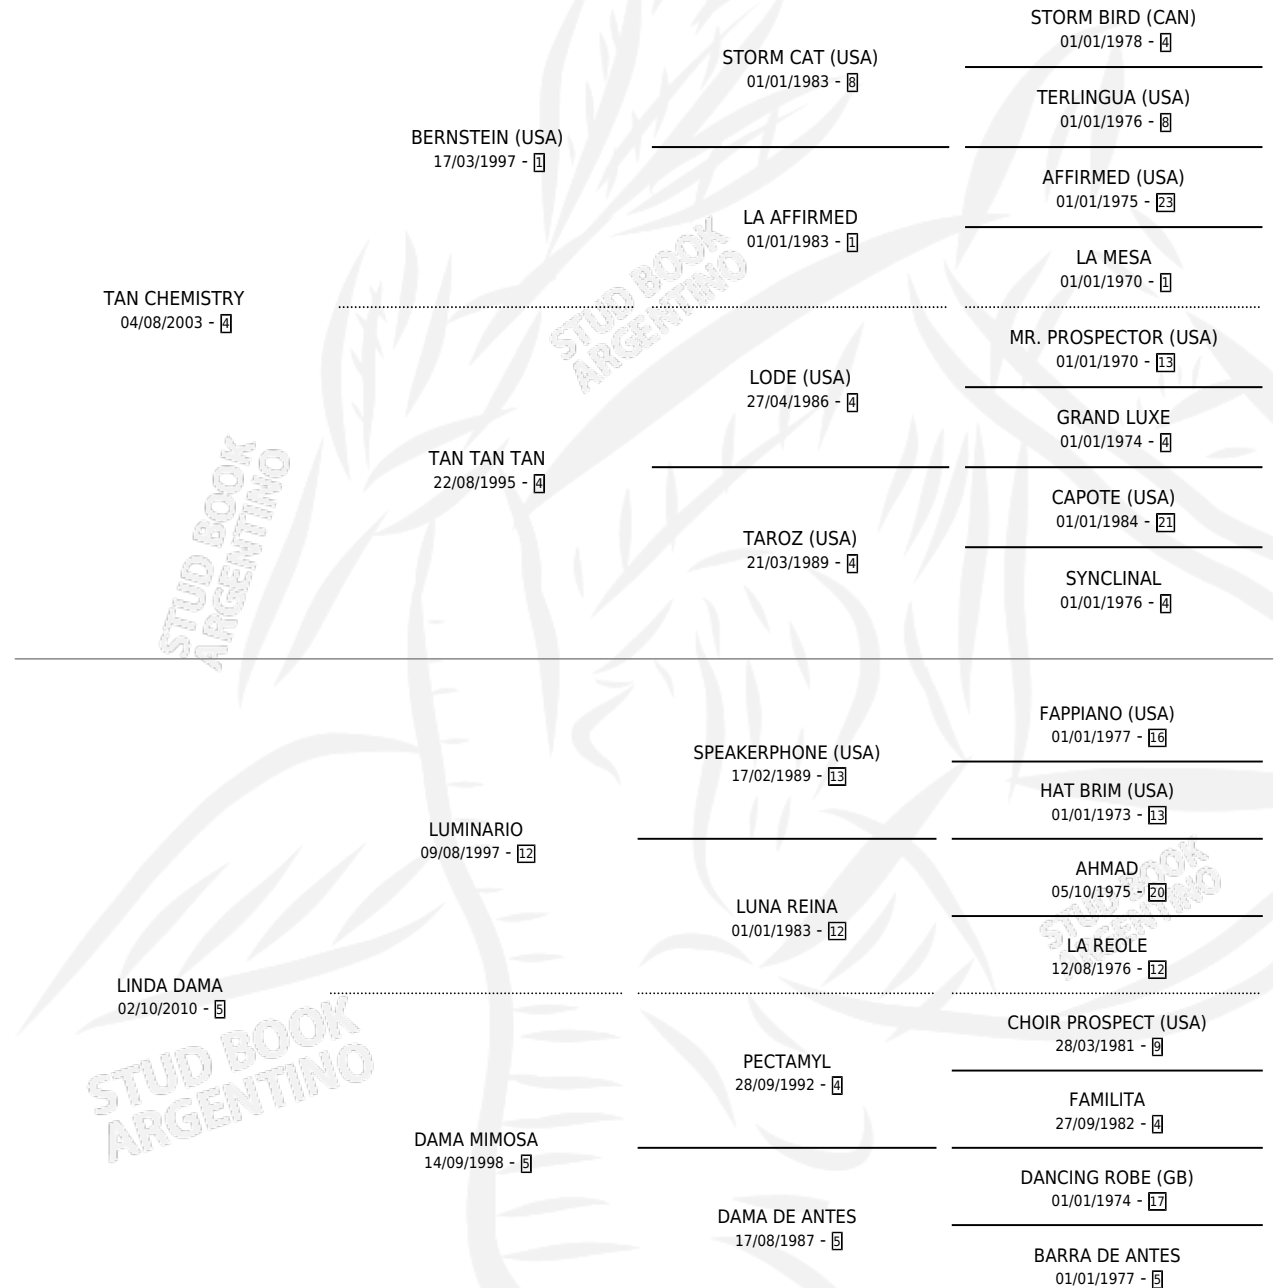 STORM BIRD (CAN)
01/01/1978 - 4
STORM CAT (USA)
01/01/1983 - 8
TERLINGUA (USA)
01/01/1976 - 8
BERNSTEIN (USA)
17/03/1997 - 1
AFFIRMED (USA)
01/01/1975 - 23
LA AFFIRMED
01/01/1983 - 1
LA MESA
01/01/1970 - 1
TAN CHEMISTRY
04/08/2003 - 4
MR. PROSPECTOR (USA)
01/01/1970 - 13
LODE (USA)
27/04/1986 - 4
GRAND LUXE
01/01/1974 - 4
TAN TAN TAN
22/08/1995 - 4
CAPOTE (USA)
01/01/1984 - 21
TAROZ (USA)
21/03/1989 - 4
SYNCLINAL
01/01/1976 - 4
FAPPIANO (USA)
01/01/1977 - 16
SPEAKERPHONE (USA)
17/02/1989 - 13
HAT BRIM (USA)
01/01/1973 - 13
LUMINARIO
09/08/1997 - 12
AHMAD
05/10/1975 - 20
LUNA REINA
01/01/1983 - 12
LA REOLE
12/08/1976 - 12
LINDA DAMA
02/10/2010 - 5
CHOIR PROSPECT (USA)
28/03/1981 - 9
PECTAMYL
28/09/1992 - 4
FAMILITA
27/09/1982 - 4
DAMA MIMOSA
14/09/1998 - 5
DANCING ROBE (GB)
01/01/1974 - 17
DAMA DE ANTES
17/08/1987 - 5
BARRA DE ANTES
01/01/1977 - 5
STUD BOOK
ARGENTINO
STUD BOOK
ARGENTINO
STUD BOOK
ARGENTINO
STUD BOOK
ARGENTINO